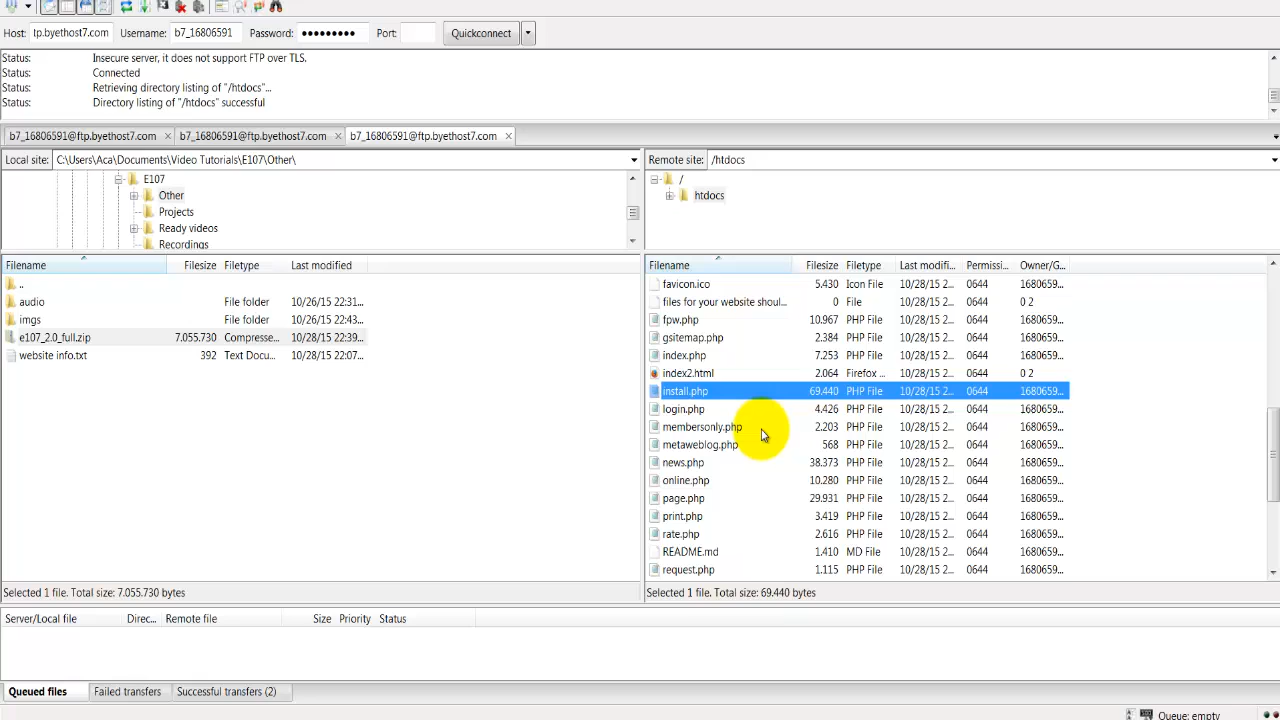 Host: tp.byethost7.com Username: b7_16806591 Password: ●●●●●●●●● Port: Quickconnect
Status: Insecure server, it does not support FTP over TLS.
Status: Connected
Status: Retrieving directory listing of "/htdocs"...
Status: Directory listing of "/htdocs" successful
b7_16806591@ftp.byethost7.com × b7_16806591@ftp.byethost7.com × b7_16806591@ftp.byethost7.com ×
Local site: C:\Users\Aca\Documents\Video Tutorials\E107\Other\
E107
Other
Projects
Ready videos
Recordings
Remote site: /htdocs
/
htdocs
Filename Filesize Filetype Last modified
..
audio File folder 10/26/15 22:31...
imgs File folder 10/26/15 22:43...
e107_2.0_full.zip 7.055.730 Compresse... 10/28/15 22:39...
website info.txt 392 Text Docu... 10/28/15 22:07...
Selected 1 file. Total size: 7.055.730 bytes
Filename Filesize Filetype Last modifi... Permissi... Owner/G...
favicon.ico 5.430 Icon File 10/28/15 2... 0644 1680659...
files for your website shoul... 0 File 10/28/15 2... 0644 0 2
fpw.php 10.967 PHP File 10/28/15 2... 0644 1680659...
gsitemap.php 2.384 PHP File 10/28/15 2... 0644 1680659...
index.php 7.253 PHP File 10/28/15 2... 0644 1680659...
index2.html 2.064 Firefox ... 10/28/15 2... 0644 0 2
install.php 69.440 PHP File 10/28/15 2... 0644 1680659...
login.php 4.426 PHP File 10/28/15 2... 0644 1680659...
membersonly.php 2.203 PHP File 10/28/15 2... 0644 1680659...
metaweblog.php 568 PHP File 10/28/15 2... 0644 1680659...
news.php 38.373 PHP File 10/28/15 2... 0644 1680659...
online.php 10.280 PHP File 10/28/15 2... 0644 1680659...
page.php 29.931 PHP File 10/28/15 2... 0644 1680659...
print.php 3.419 PHP File 10/28/15 2... 0644 1680659...
rate.php 2.616 PHP File 10/28/15 2... 0644 1680659...
README.md 1.410 MD File 10/28/15 2... 0644 1680659...
request.php 1.115 PHP File 10/28/15 2... 0644 1680659...
Selected 1 file. Total size: 69.440 bytes
Server/Local file Direc... Remote file Size Priority Status
Queued files Failed transfers Successful transfers (2)
Queue: empty